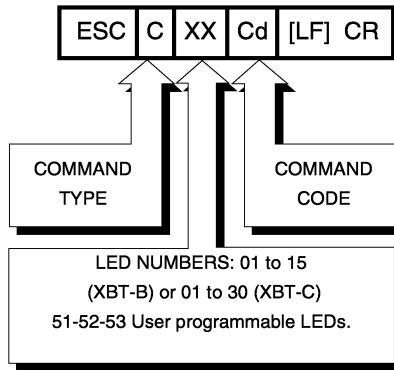 ESC C XX Cd [LF] CR
COMMAND TYPE
COMMAND CODE
LED NUMBERS: 01 to 15
(XBT-B) or 01 to 30 (XBT-C)
51-52-53 User programmable LEDs.